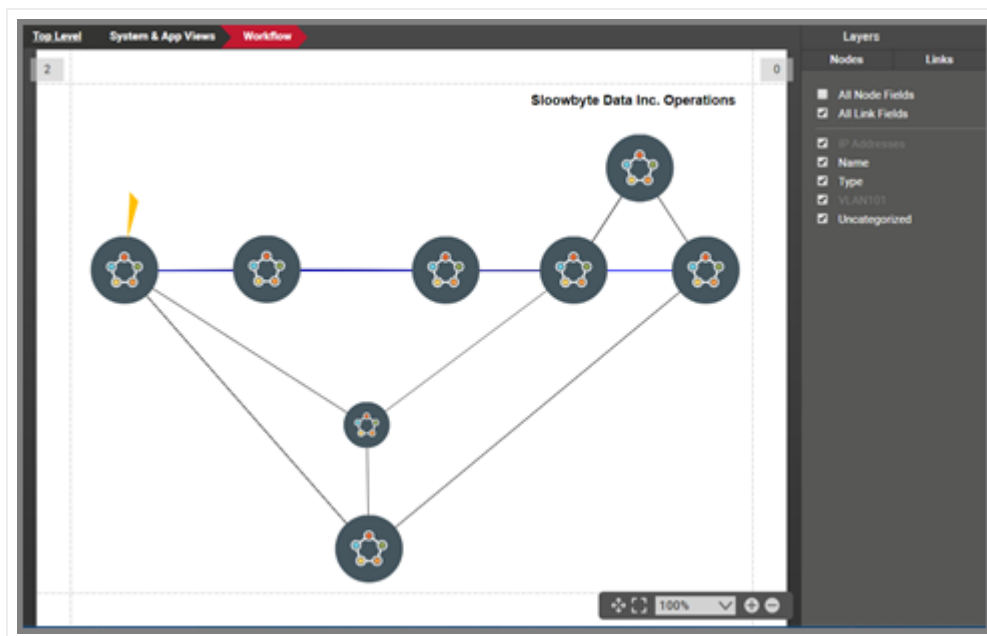 Top Level System & App Views Workflow
Layers
Nodes Links
2
0
Sloowbyte Data Inc. Operations
All Node Fields
All Link Fields
IP Addresses
Name
Type
VLAN101
Uncategorized
100%